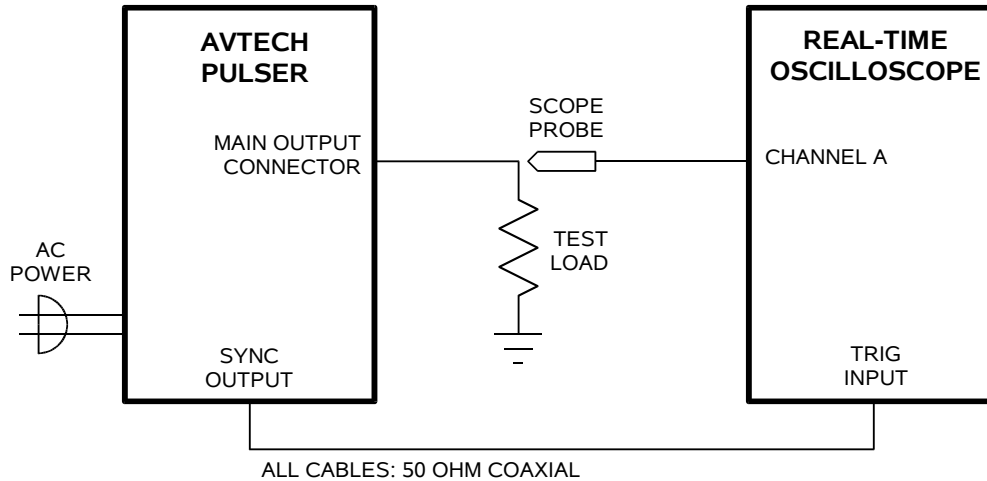 AVTECH
PULSER
REAL-TIME
OSCILLOSCOPE
SCOPE
PROBE
MAIN OUTPUT
CONNECTOR
CHANNEL A
TEST
LOAD
AC
POWER
SYNC
OUTPUT
TRIG
INPUT
ALL CABLES: 50 OHM COAXIAL